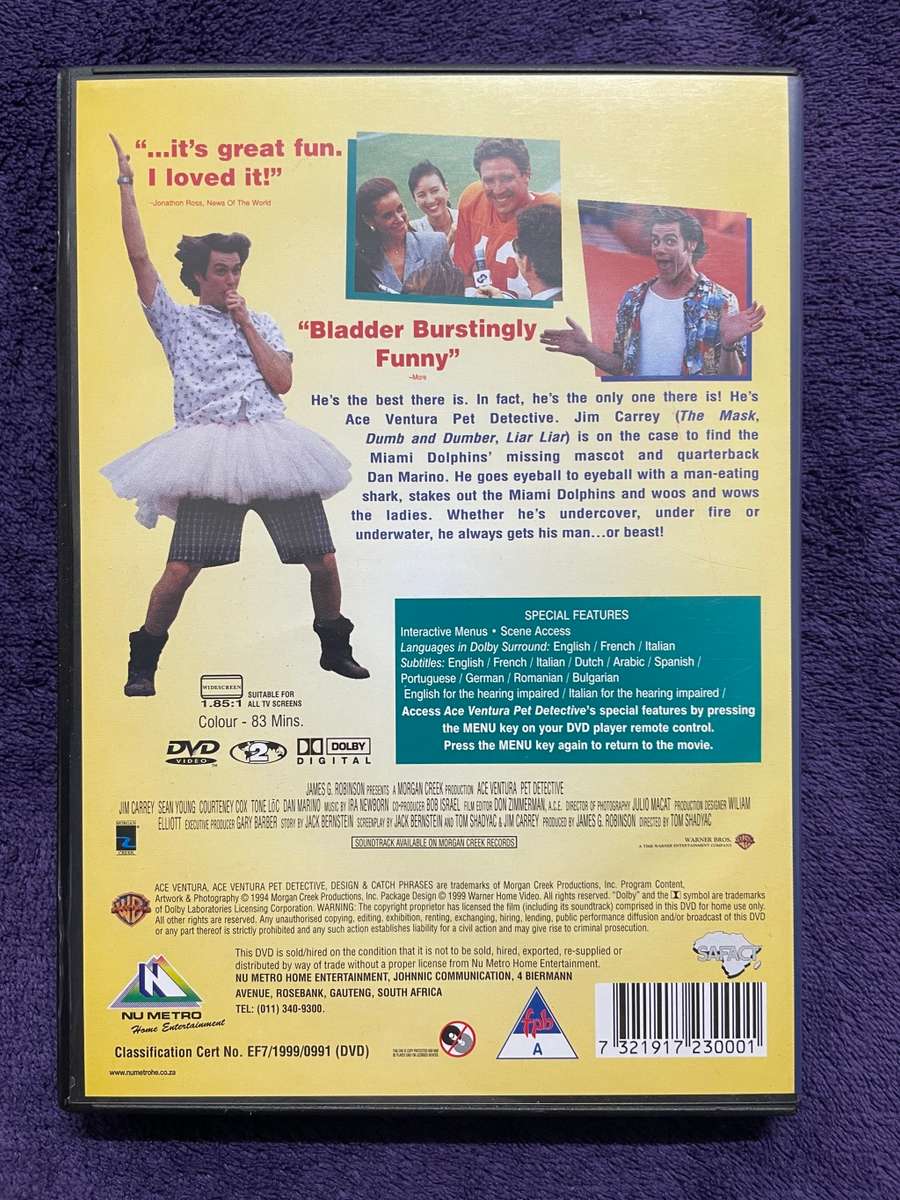 “...it's great fun.
I loved it!”
–Jonathon Ross, News Of The World
“Bladder Burstingly
Funny”
–More
He's the best there is. In fact, he's the only one there is! He's
Ace Ventura Pet Detective. Jim Carrey (The Mask,
Dumb and Dumber, Liar Liar) is on the case to find the
Miami Dolphins' missing mascot and quarterback
Dan Marino. He goes eyeball to eyeball with a man-eating
shark, stakes out the Miami Dolphins and woos and wows
the ladies. Whether he's undercover, under fire or
underwater, he always gets his man...or beast!
SPECIAL FEATURES
Interactive Menus • Scene Access
Languages in Dolby Surround: English / French / Italian
Subtitles: English / French / Italian / Dutch / Arabic / Spanish /
Portuguese / German / Romanian / Bulgarian
English for the hearing impaired / Italian for the hearing impaired /
Access Ace Ventura Pet Detective's special features by pressing
the MENU key on your DVD player remote control.
Press the MENU key again to return to the movie.
WIDESCREEN
1.85:1
SUITABLE FOR
ALL TV SCREENS
Colour - 83 Mins.
DVD
VIDEO
2
DOLBY
DIGITAL
JAMES G. ROBINSON PRESENTS A MORGAN CREEK PRODUCTION ACE VENTURA PET DETECTIVE
JIM CARREY SEAN YOUNG COURTENEY COX TONE LŌC DAN MARINO MUSIC BY IRA NEWBORN CO-PRODUCER BOB ISRAEL FILM EDITOR DON ZIMMERMAN, A.C.E. DIRECTOR OF PHOTOGRAPHY JULIO MACAT PRODUCTION DESIGNER WILIAM
ELLIOTT EXECUTIVE PRODUCER GARY BARBER STORY BY JACK BERNSTEIN SCREENPLAY BY JACK BERNSTEIN AND TOM SHADYAC & JIM CARREY PRODUCED BY JAMES G. ROBINSON DIRECTED BY TOM SHADYAC
MORGAN
CREEK
SOUNDTRACK AVAILABLE ON MORGAN CREEK RECORDS
WARNER BROS.
A TIME WARNER ENTERTAINMENT COMPANY
ACE VENTURA, ACE VENTURA PET DETECTIVE, DESIGN & CATCH PHRASES are trademarks of Morgan Creek Productions, Inc. Program Content,
Artwork & Photography © 1994 Morgan Creek Productions, Inc. Package Design © 1999 Warner Home Video. All rights reserved. "Dolby" and the symbol are trademarks
of Dolby Laboratories Licensing Corporation. WARNING: The copyright proprietor has licensed the film (including its soundtrack) comprised in this DVD for home use only.
All other rights are reserved. Any unauthorised copying, editing, exhibition, renting, exchanging, hiring, lending, public performance diffusion and/or broadcast of this DVD
or any part thereof is strictly prohibited and any such action establishes liability for a civil action and may give rise to criminal prosecution.
This DVD is sold/hired on the condition that it is not to be sold, hired, exported, re-supplied or
distributed by way of trade without a proper license from Nu Metro Home Entertainment.
NU METRO HOME ENTERTAINMENT, JOHNNIC COMMUNICATION, 4 BIERMANN
AVENUE, ROSEBANK, GAUTENG, SOUTH AFRICA
TEL: (011) 340-9300.
SAFACT
NU METRO
Home Entertainment
Classification Cert No. EF7/1999/0991 (DVD)
www.numetrohe.co.za
fpb
A
7 321917 230001